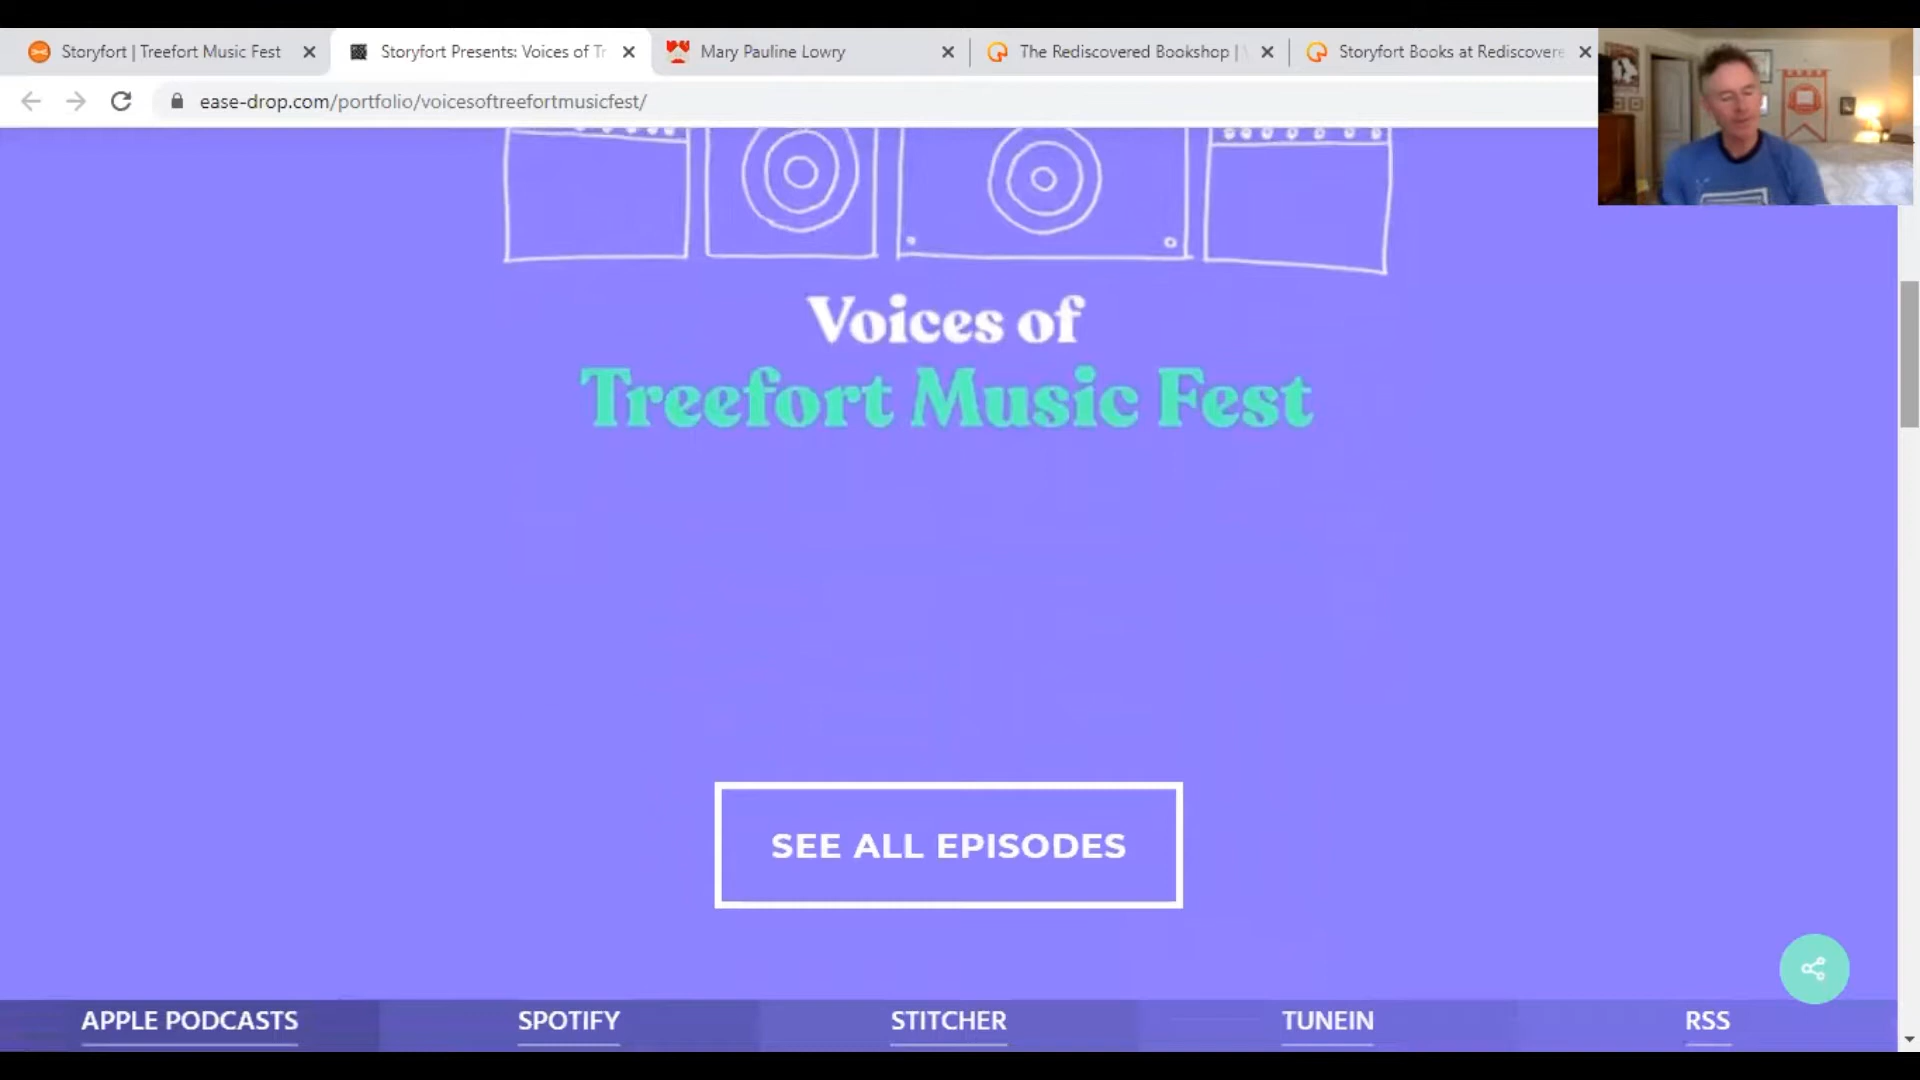 Storyfort | Treefort Music Fest
Storyfort Presents: Voices of Tr
Mary Pauline Lowry
The Rediscovered Bookshop |
Storyfort Books at Rediscovere
ease-drop.com/portfolio/voicesoftreefortmusicfest/
Voices of
Treefort Music Fest
SEE ALL EPISODES
APPLE PODCASTS
SPOTIFY
STITCHER
TUNEIN
RSS